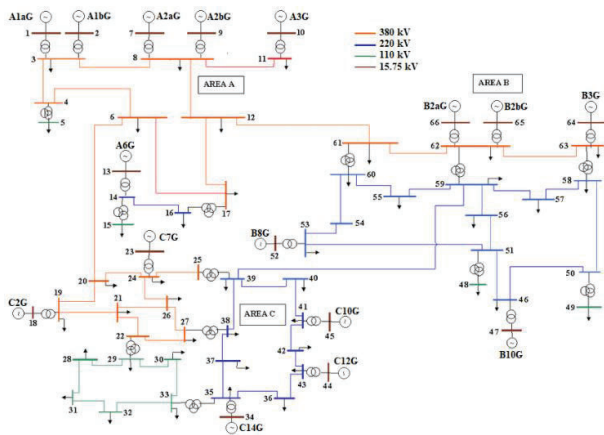 A1aG A1bG A2aG A2bG A3G
1 2 7 9 10
3 8 11
AREA A
380 kV
220 kV
110 kV
15.75 kV
AREA B
4
5
6 12
B2aG B2bG B3G
66 65 64
61 62 63
A6G
13
14
15
16 17
60 59 58
55 57
54 56
B8G 53
52
51 50
48 46 49
47
B10G
C7G
23
24 25
20
39 40
C2G 19
18
21
26
22 27
38
AREA C
41 C10G
45
42
28 29 30
37
43 C12G
44
31 32 33
35 36
34
C14G